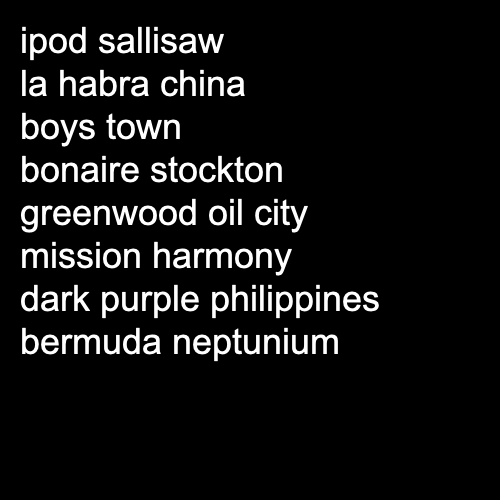 ipod sallisaw
la habra china
boys town
bonaire stockton
greenwood oil city
mission harmony
dark purple philippines
bermuda neptunium